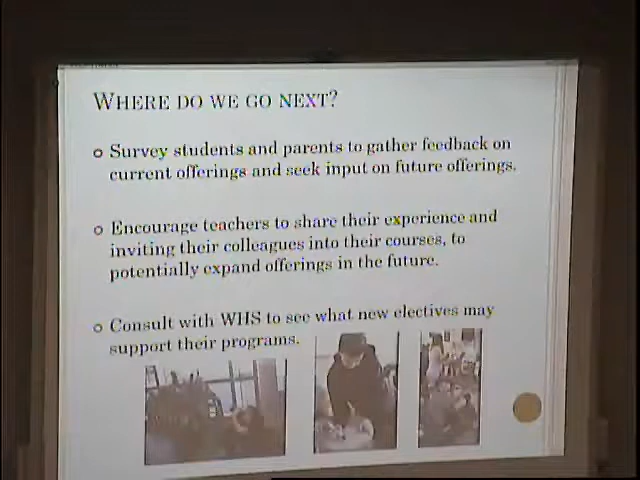 WHERE DO WE GO NEXT?
Survey students and parents to gather feedback on
current offerings and seek input on future offerings.
Encourage teachers to share their experience and
inviting their colleagues into their courses, to
potentially expand offerings in the future.
Consult with WHS to see what new electives may
support their programs.